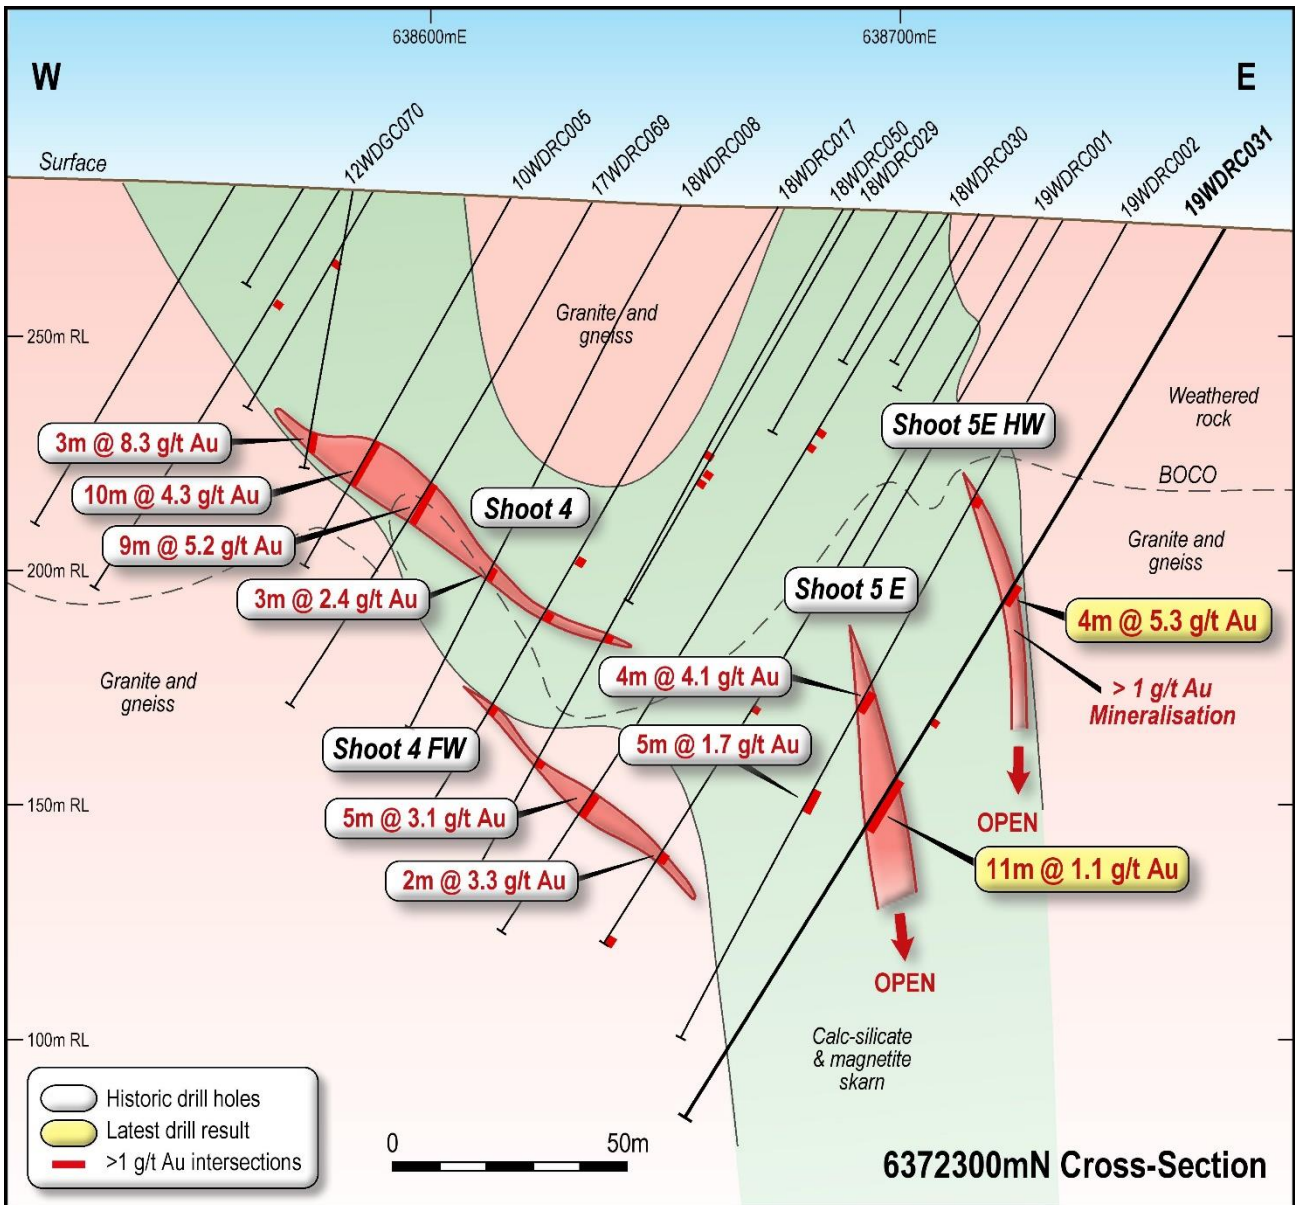 638600mE
638700mE
W
E
Surface
12WDGC070
10WDRC005
17WDRC069
18WDRC008
18WDRC017
18WDRC050
18WDRC029
18WDRC030
19WDRC001
19WDRC002
19WDRC031
Granite and
gneiss
250m RL
Weathered
rock
Shoot 5E HW
3m @ 8.3 g/t Au
BOCO
10m @ 4.3 g/t Au
Shoot 4
9m @ 5.2 g/t Au
Granite and
gneiss
200m RL
Shoot 5 E
3m @ 2.4 g/t Au
4m @ 5.3 g/t Au
Granite and
gneiss
4m @ 4.1 g/t Au
> 1 g/t Au
Mineralisation
Shoot 4 FW
5m @ 1.7 g/t Au
150m RL
5m @ 3.1 g/t Au
OPEN
2m @ 3.3 g/t Au
11m @ 1.1 g/t Au
OPEN
100m RL
Calc-silicate
& magnetite
skarn
Historic drill holes
Latest drill result
>1 g/t Au intersections
0
50m
6372300mN Cross-Section